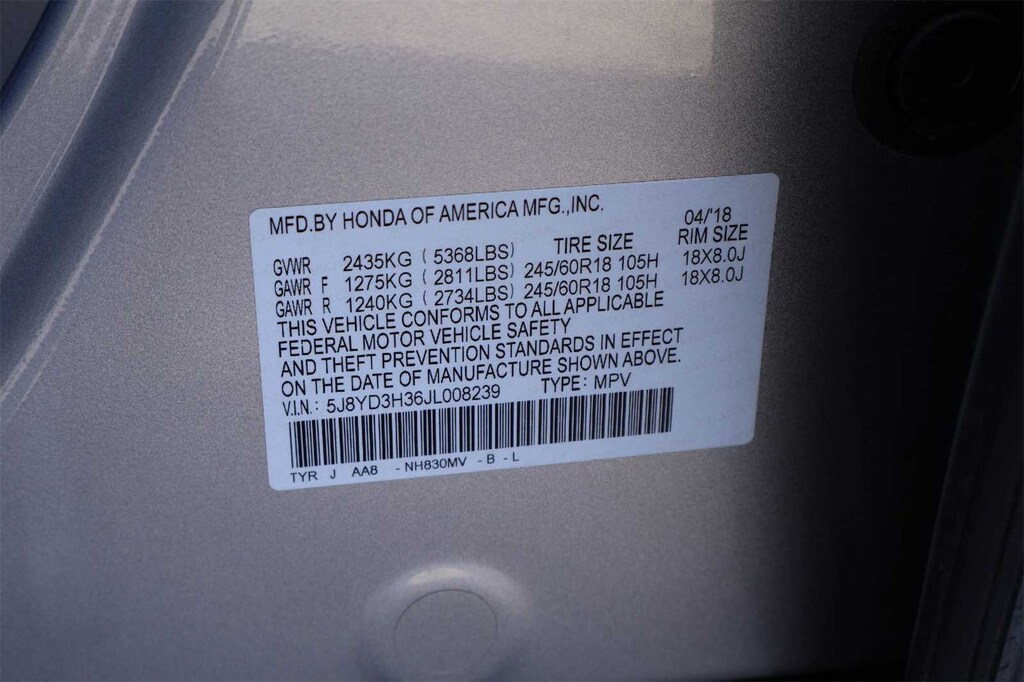 MFD.BY HONDA OF AMERICA MFG.,INC. 04/'18
GVWR 2435KG ( 5368LBS) TIRE SIZE RIM SIZE
GAWR F 1275KG ( 2811LBS) 245/60R18 105H 18X8.0J
GAWR R 1240KG ( 2734LBS) 245/60R18 105H 18X8.0J
THIS VEHICLE CONFORMS TO ALL APPLICABLE
FEDERAL MOTOR VEHICLE SAFETY
AND THEFT PREVENTION STANDARDS IN EFFECT
ON THE DATE OF MANUFACTURE SHOWN ABOVE.
V.I.N.: 5J8YD3H36JL008239 TYPE: MPV
TYR J AA8 - NH830MV - B - L